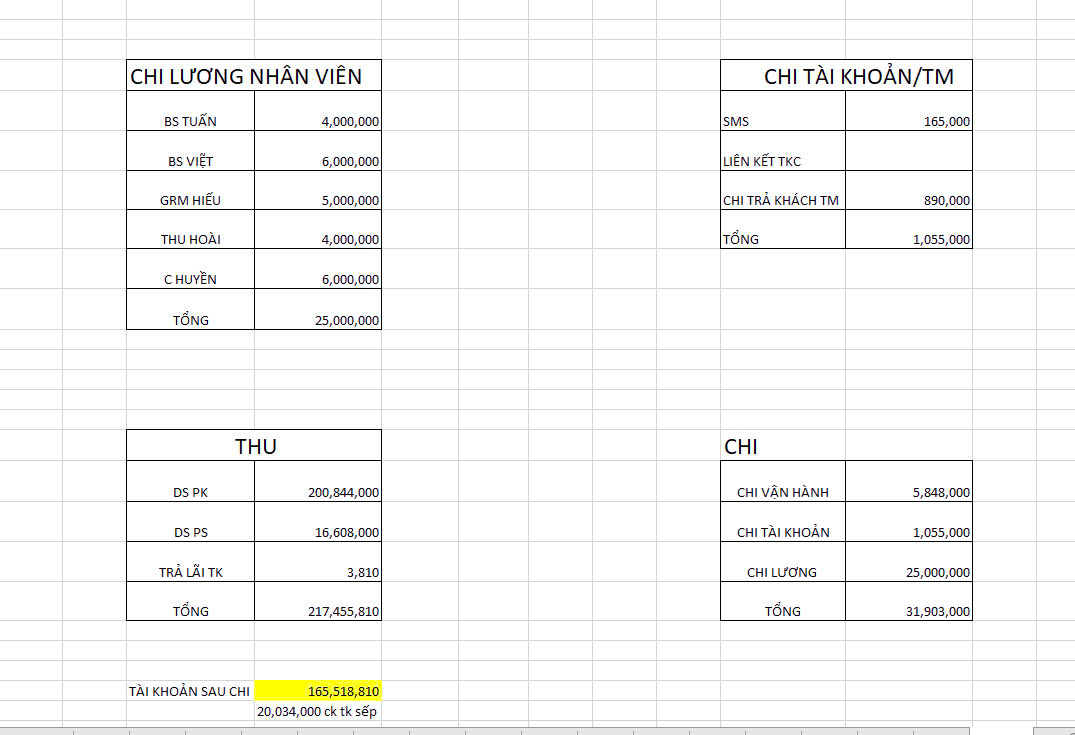 CHI LƯƠNG NHÂN VIÊN
BS TUẤN 4,000,000
BS VIỆT 6,000,000
GRM HIẾU 5,000,000
THU HOÀI 4,000,000
C HUYỀN 6,000,000
TỔNG 25,000,000
CHI TÀI KHOẢN/TM
SMS 165,000
LIÊN KẾT TKC
CHI TRẢ KHÁCH TM 890,000
TỔNG 1,055,000
THU
DS PK 200,844,000
DS PS 16,608,000
TRẢ LÃI TK 3,810
TỔNG 217,455,810
CHI
CHI VẬN HÀNH 5,848,000
CHI TÀI KHOẢN 1,055,000
CHI LƯƠNG 25,000,000
TỔNG 31,903,000
TÀI KHOẢN SAU CHI 165,518,810
20,034,000 ck tk sếp